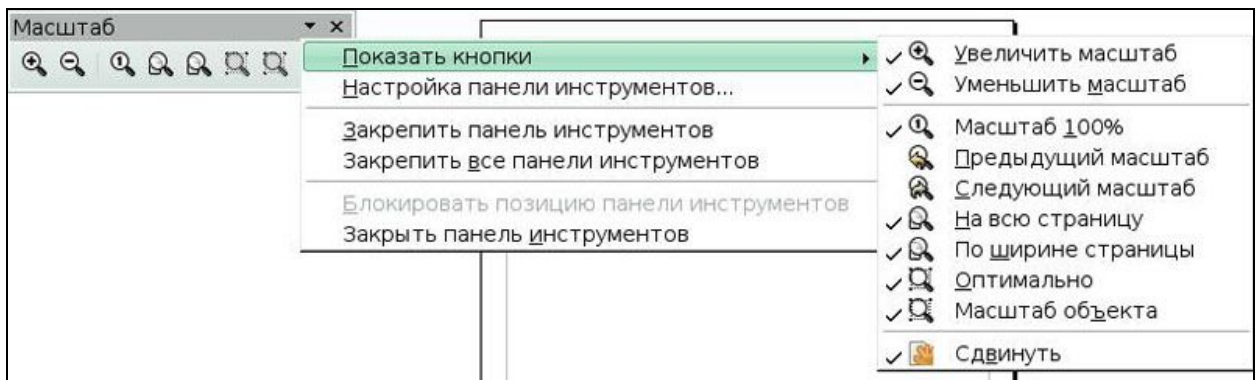 Масштаб
Показать кнопки
Настройка панели инструментов...
Закрепить панель инструментов
Закрепить все панели инструментов
Блокировать позицию панели инструментов
Закрыть панель инструментов
Увеличить масштаб
Уменьшить масштаб
Масштаб 100%
Предыдущий масштаб
Следующий масштаб
На всю страницу
По ширине страницы
Оптимально
Масштаб объекта
Сдвинуть